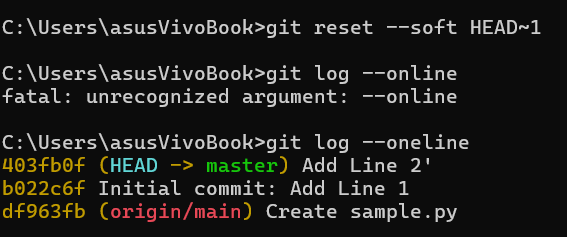 C:\Users\asusVivoBook>git reset --soft HEAD~1
C:\Users\asusVivoBook>git log --online
fatal: unrecognized argument: --online
C:\Users\asusVivoBook>git log --oneline
403fb0f (HEAD -> master) Add Line 2'
b022c6f Initial commit: Add Line 1
df963fb (origin/main) Create sample.py